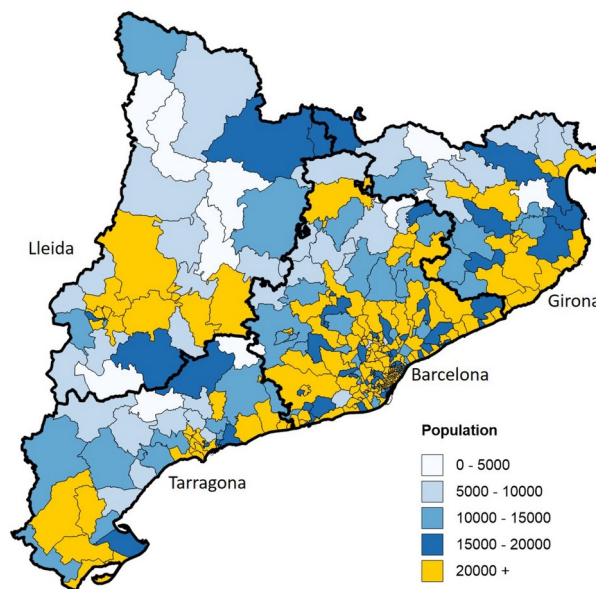 Lleida
Girona
Barcelona
Tarragona
Population
0 - 5000
5000 - 10000
10000 - 15000
15000 - 20000
20000 +